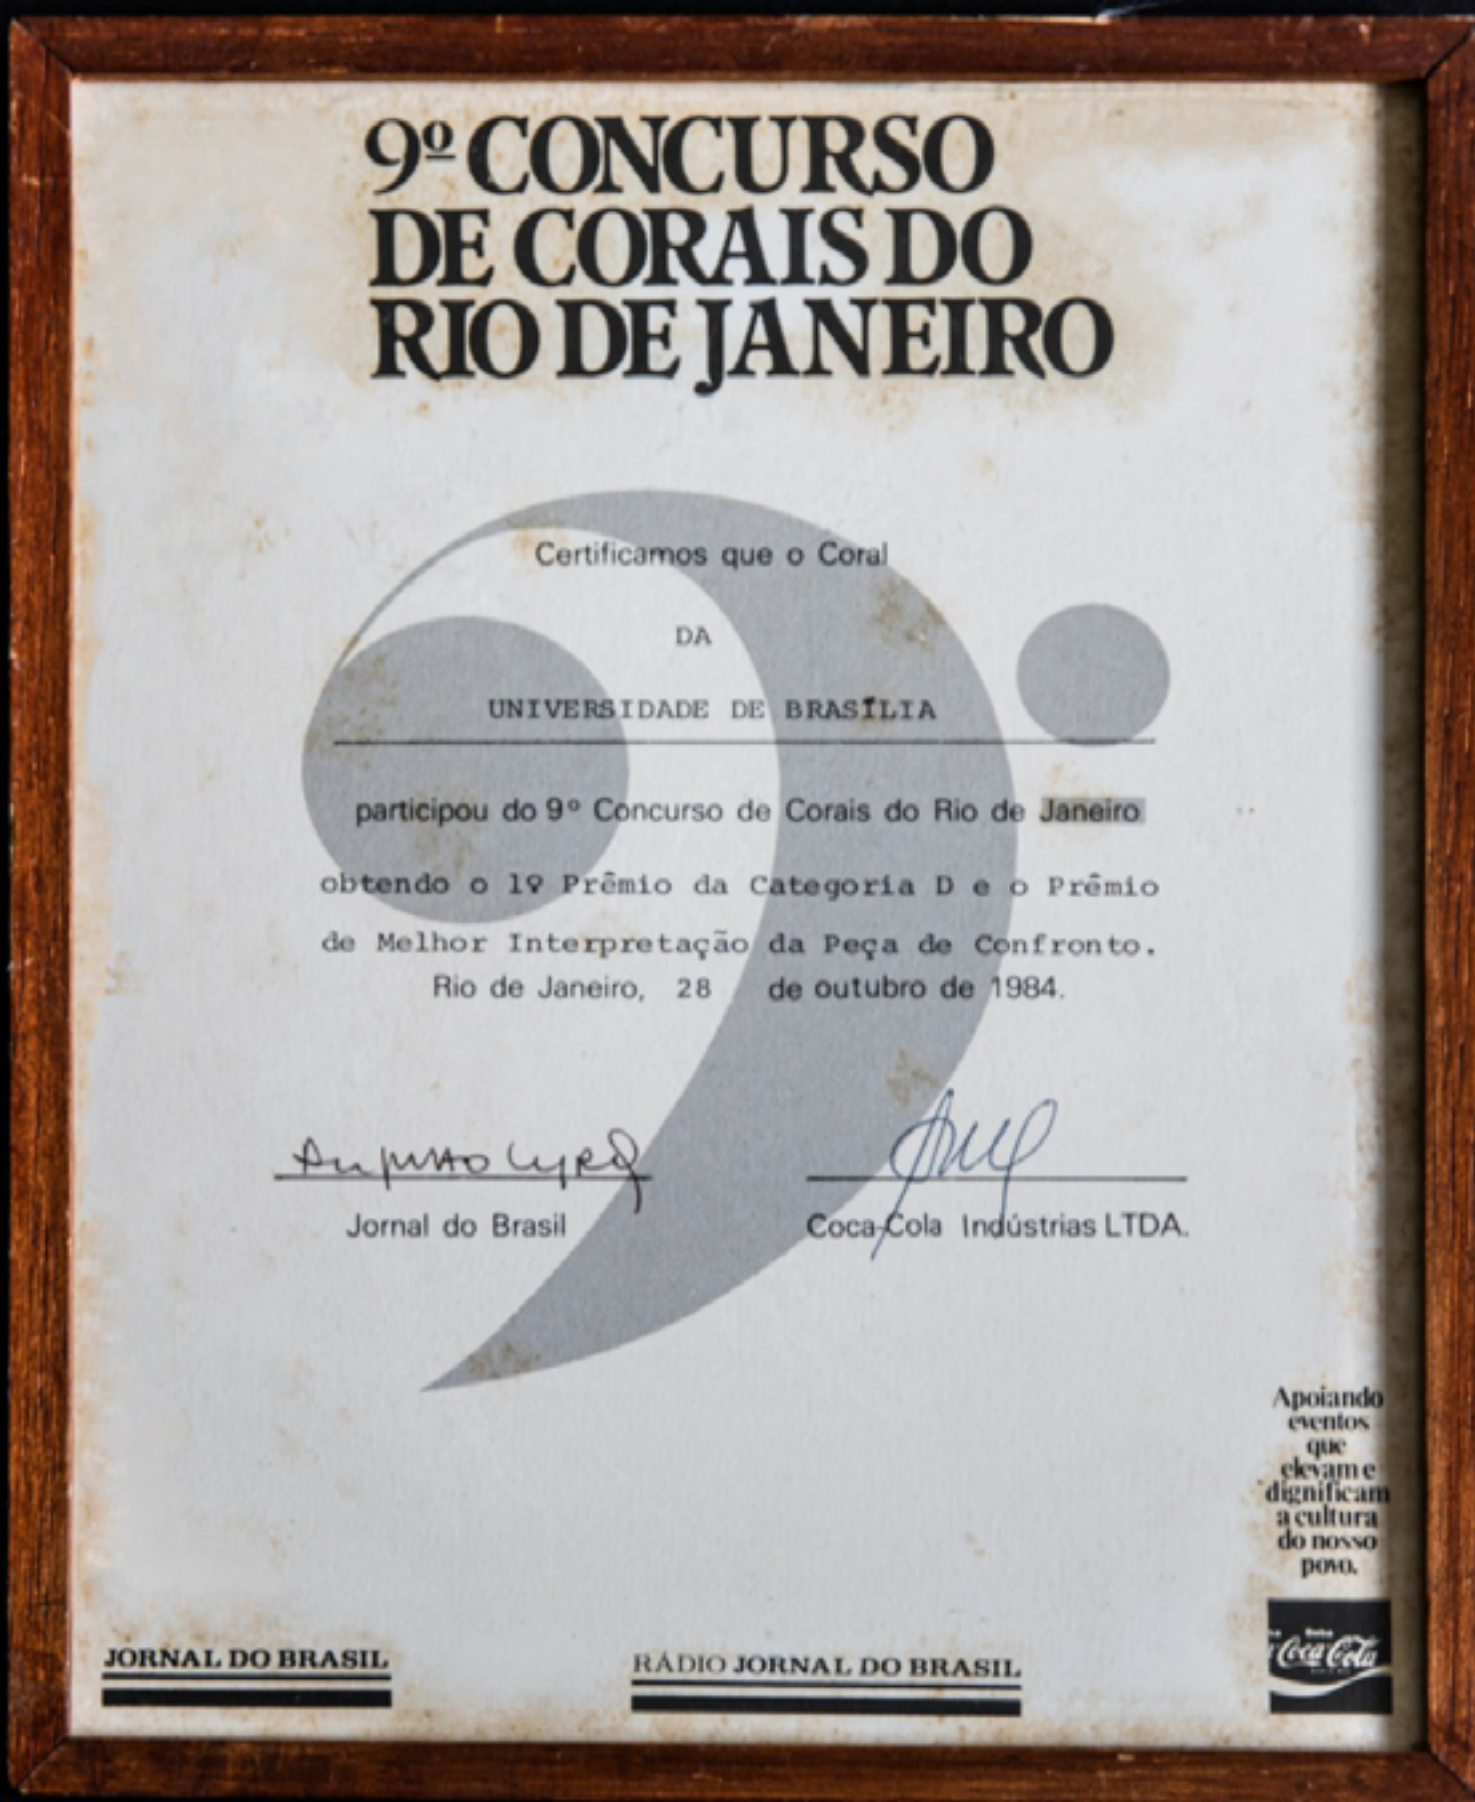 9º CONCURSO
DE CORAIS DO
RIO DE JANEIRO
Certificamos que o Coral
DA
UNIVERSIDADE DE BRASÍLIA
participou do 9º Concurso de Corais do Rio de Janeiro
obtendo o 1º Prêmio da Categoria D e o Prêmio
de Melhor Interpretação da Peça de Confronto.
Rio de Janeiro, 28 de outubro de 1984.
Jornal do Brasil
Coca-Cola Indústrias LTDA.
Apoiando
eventos
que
elevam e
dignificam
a cultura
do nosso
povo.
Coca-Cola
JORNAL DO BRASIL
RÁDIO JORNAL DO BRASIL